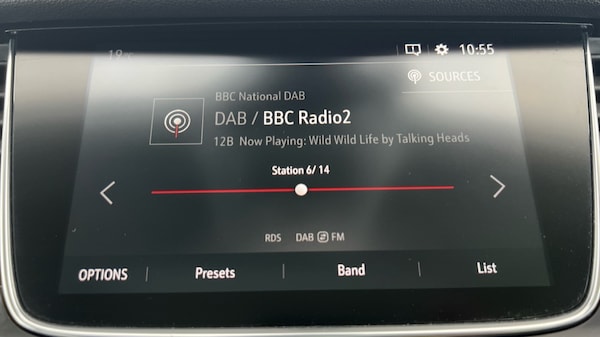 19°C 10:55
SOURCES
BBC National DAB
DAB / BBC Radio2
12B Now Playing: Wild Wild Life by Talking Heads
Station 6/ 14
RDS DAB FM
OPTIONS Presets Band List